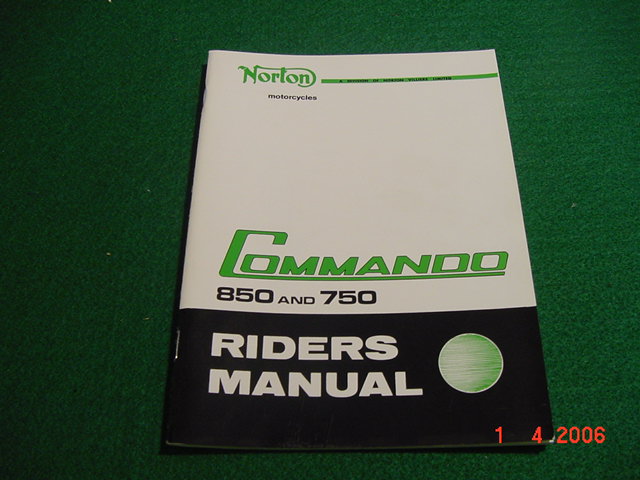 Norton
A DIVISION OF NORTON VILLIERS LIMITED
motorcycles
COMMANDO
850 AND 750
RIDERS
MANUAL
1 4 2006